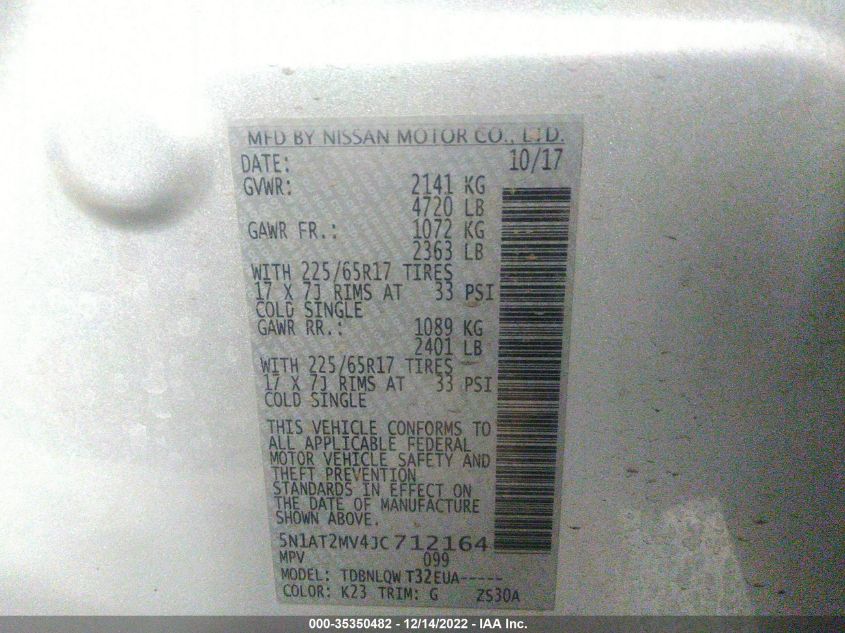 MFD BY NISSAN MOTOR CO., LTD.
DATE: 10/17
GVWR: 2141 KG
4720 LB
GAWR FR.: 1072 KG
2363 LB
WITH 225/65R17 TIRES
17 X 7J RIMS AT 33 PSI
COLD SINGLE
GAWR RR.: 1089 KG
2401 LB
WITH 225/65R17 TIRES
17 X 7J RIMS AT 33 PSI
COLD SINGLE
THIS VEHICLE CONFORMS TO
ALL APPLICABLE FEDERAL
MOTOR VEHICLE SAFETY AND
THEFT PREVENTION
STANDARDS IN EFFECT ON
THE DATE OF MANUFACTURE
SHOWN ABOVE.
5N1AT2MV4JC712164
MPV 099
MODEL: TDBNLQW T32EUA-----
COLOR: K23 TRIM: G ZS30A
000-35350482 - 12/14/2022 - IAA Inc.